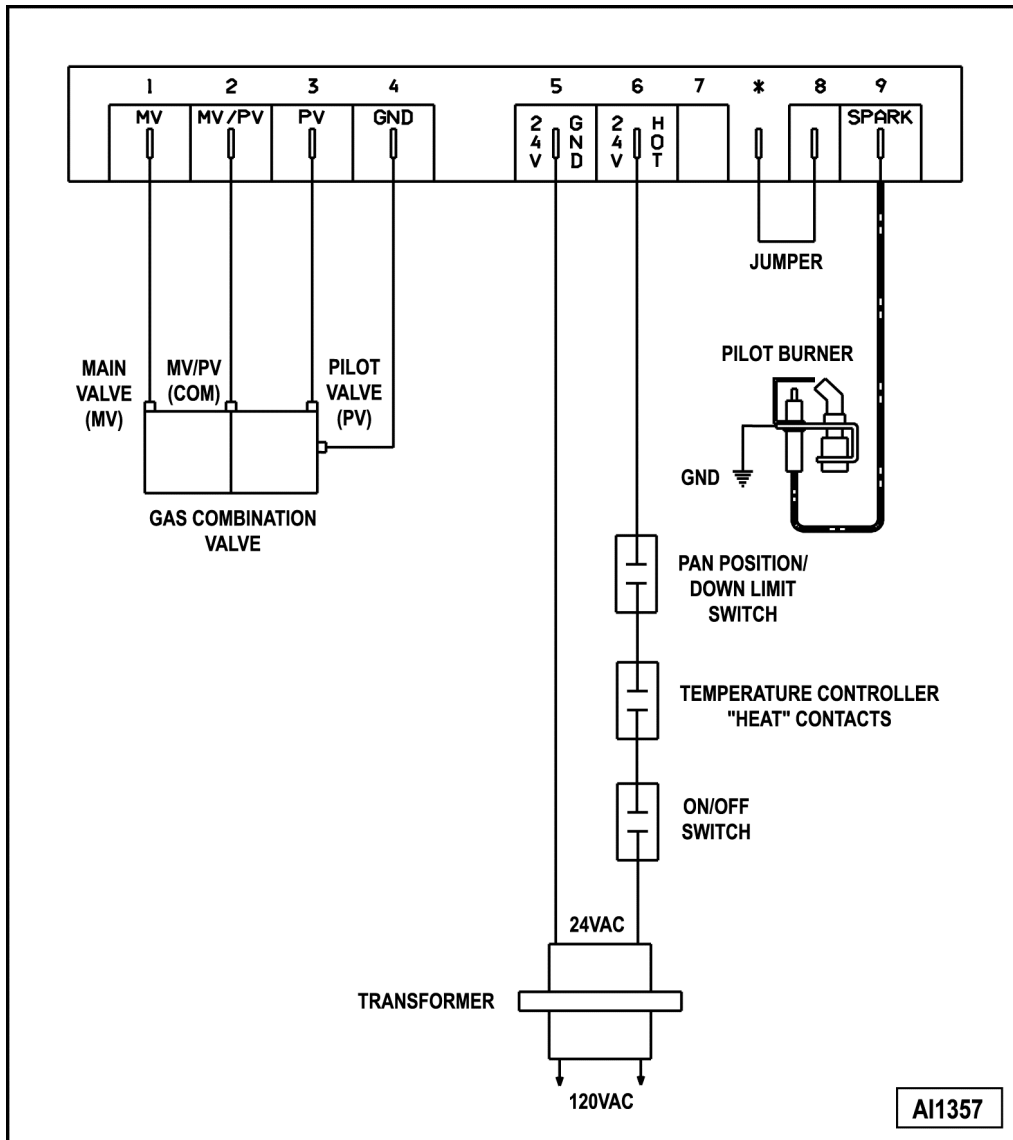 1 2 3 4 5 6 7 * 8 9
MV MV/PV PV GND 24V GND 24V HOT SPARK
JUMPER
PILOT BURNER
MAIN
VALVE
(MV)
MV/PV
(COM)
PILOT
VALVE
(PV)
GND
GAS COMBINATION
VALVE
PAN POSITION/
DOWN LIMIT
SWITCH
TEMPERATURE CONTROLLER
"HEAT" CONTACTS
ON/OFF
SWITCH
24VAC
TRANSFORMER
120VAC
AI1357